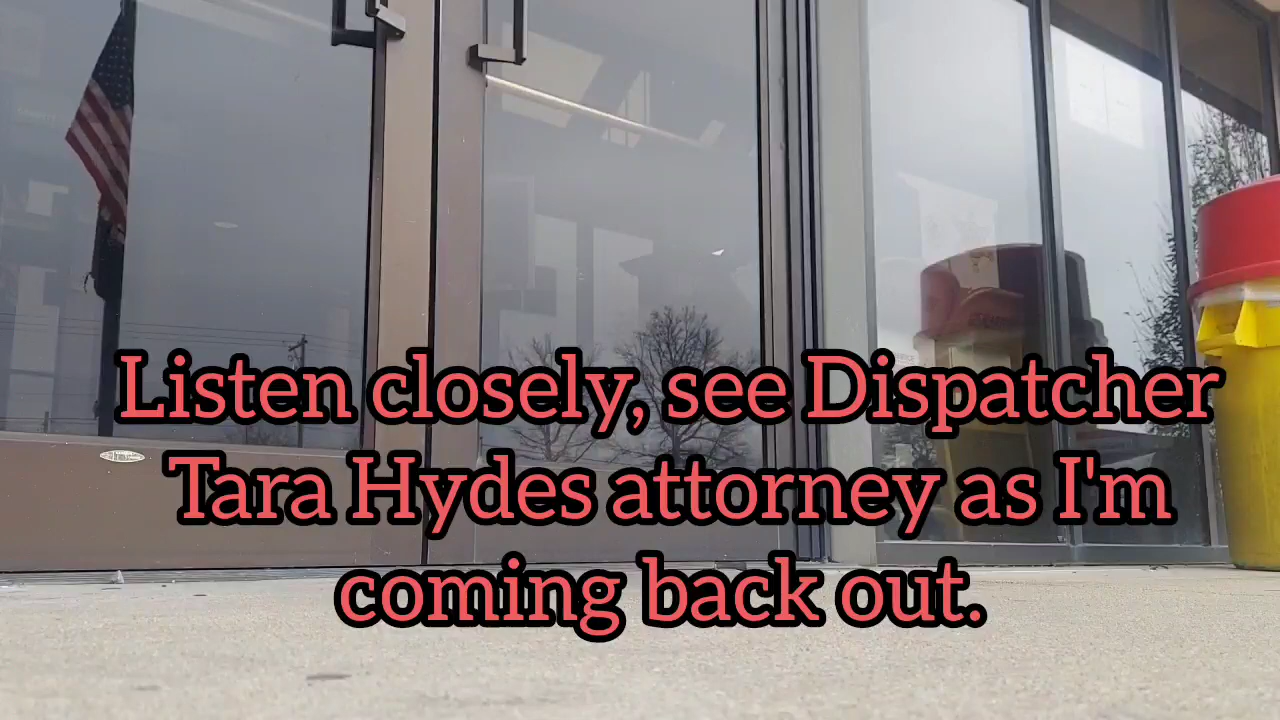 Listen closely, see Dispatcher
Tara Hydes attorney as I'm
coming back out.